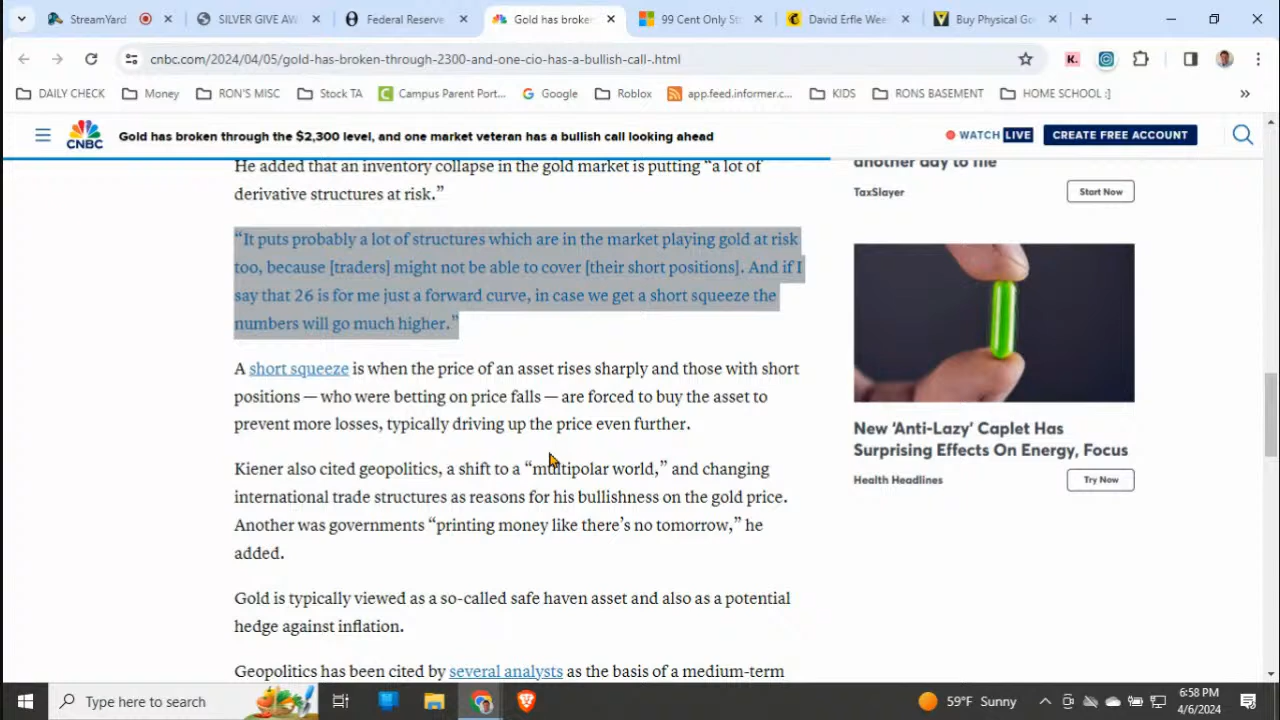 StreamYard
SILVER GIVE AW
Federal Reserve
Gold has broken
99 Cent Only St
David Erfle Wee
Buy Physical Go
cnbc.com/2024/04/05/gold-has-broken-through-2300-and-one-cio-has-a-bullish-call-.html
K.
DAILY CHECK
Money
RON'S MISC
Stock TA
Campus Parent Port...
Google
Roblox
app.feed.informer.c...
KIDS
RONS BASEMENT
HOME SCHOOL :]
CNBC
Gold has broken through the $2,300 level, and one market veteran has a bullish call looking ahead
WATCH LIVE
CREATE FREE ACCOUNT
He added that an inventory collapse in the gold market is putting “a lot of
derivative structures at risk.”
“It puts probably a lot of structures which are in the market playing gold at risk
too, because [traders] might not be able to cover [their short positions]. And if I
say that 26 is for me just a forward curve, in case we get a short squeeze the
numbers will go much higher.”
A short squeeze is when the price of an asset rises sharply and those with short
positions — who were betting on price falls — are forced to buy the asset to
prevent more losses, typically driving up the price even further.
Kiener also cited geopolitics, a shift to a “multipolar world,” and changing
international trade structures as reasons for his bullishness on the gold price.
Another was governments “printing money like there’s no tomorrow,” he
added.
Gold is typically viewed as a so-called safe haven asset and also as a potential
hedge against inflation.
Geopolitics has been cited by several analysts as the basis of a medium-term
another day to file
TaxSlayer
Start Now
New ‘Anti-Lazy’ Caplet Has
Surprising Effects On Energy, Focus
Health Headlines
Try Now
Type here to search
59°F Sunny
6:58 PM
4/6/2024